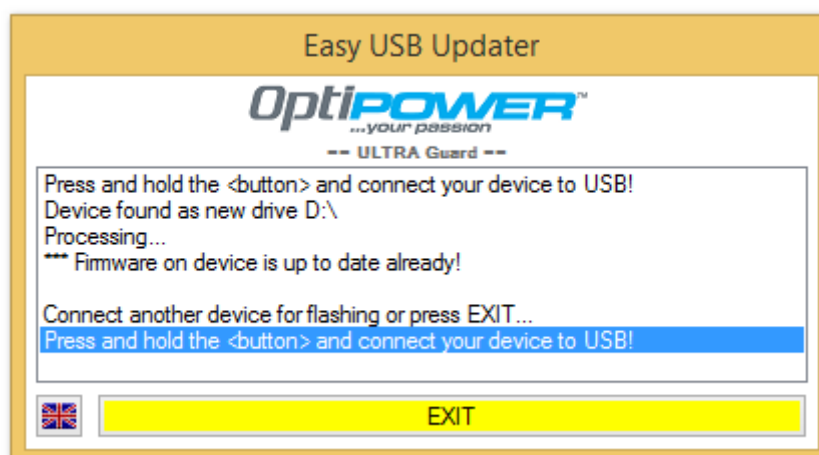 Easy USB Updater
OptiPOWER™
...your passion
-- ULTRA Guard --
Press and hold the <button> and connect your device to USB!
Device found as new drive D:\
Processing...
*** Firmware on device is up to date already!
Connect another device for flashing or press EXIT...
Press and hold the <button> and connect your device to USB!
EXIT